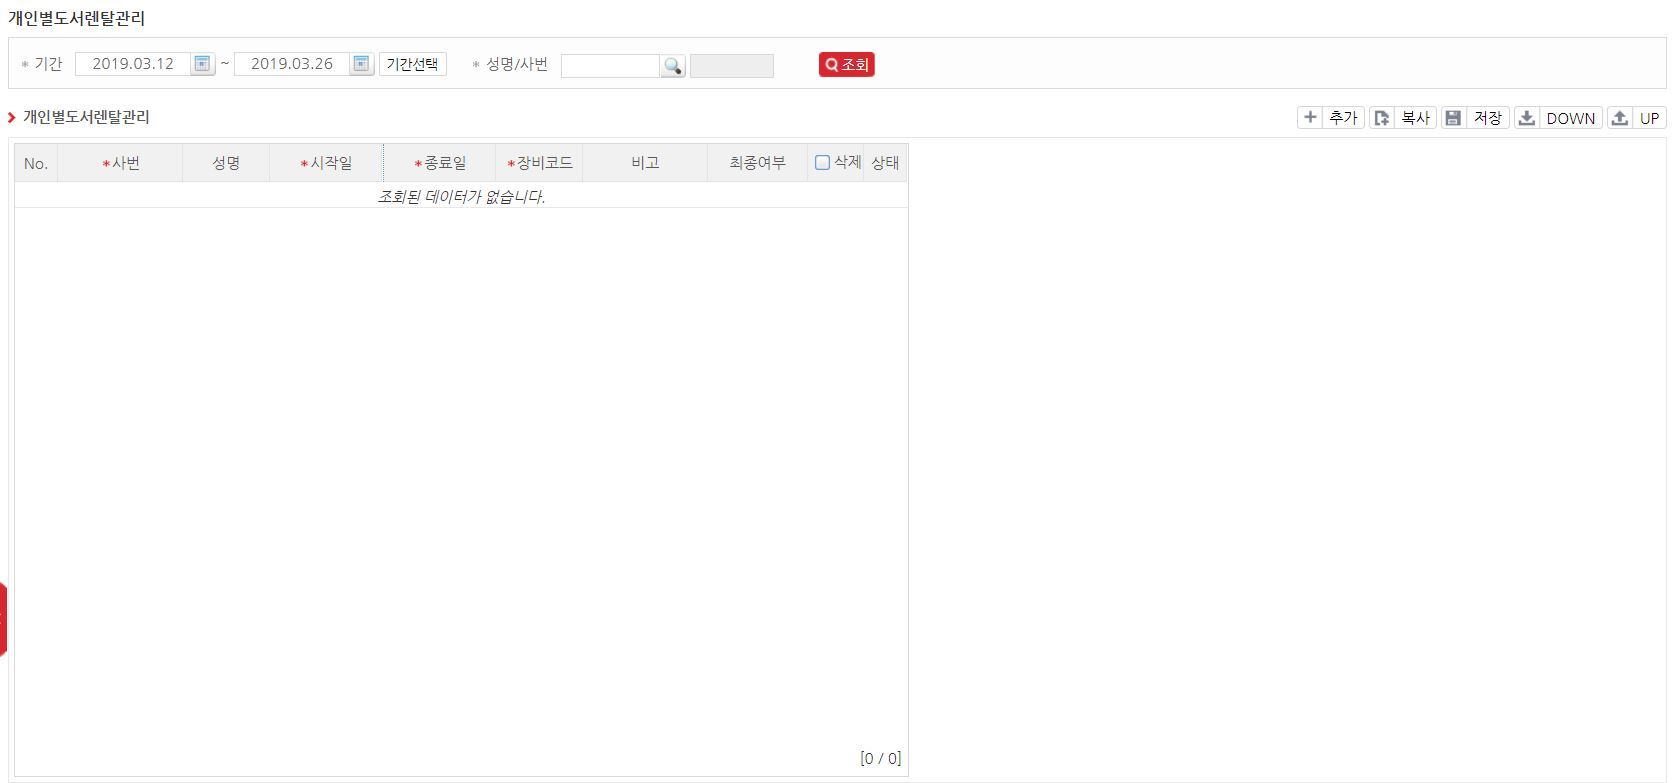 개인별도서렌탈관리
* 기간 2019.03.12 ~ 2019.03.26 기간선택 * 성명/사번 조회
개인별도서렌탈관리 추가 복사 저장 DOWN UP
No. *사번 성명 *시작일 *종료일 *장비코드 비고 최종여부 삭제 상태
조회된 데이터가 없습니다.
[0 / 0]